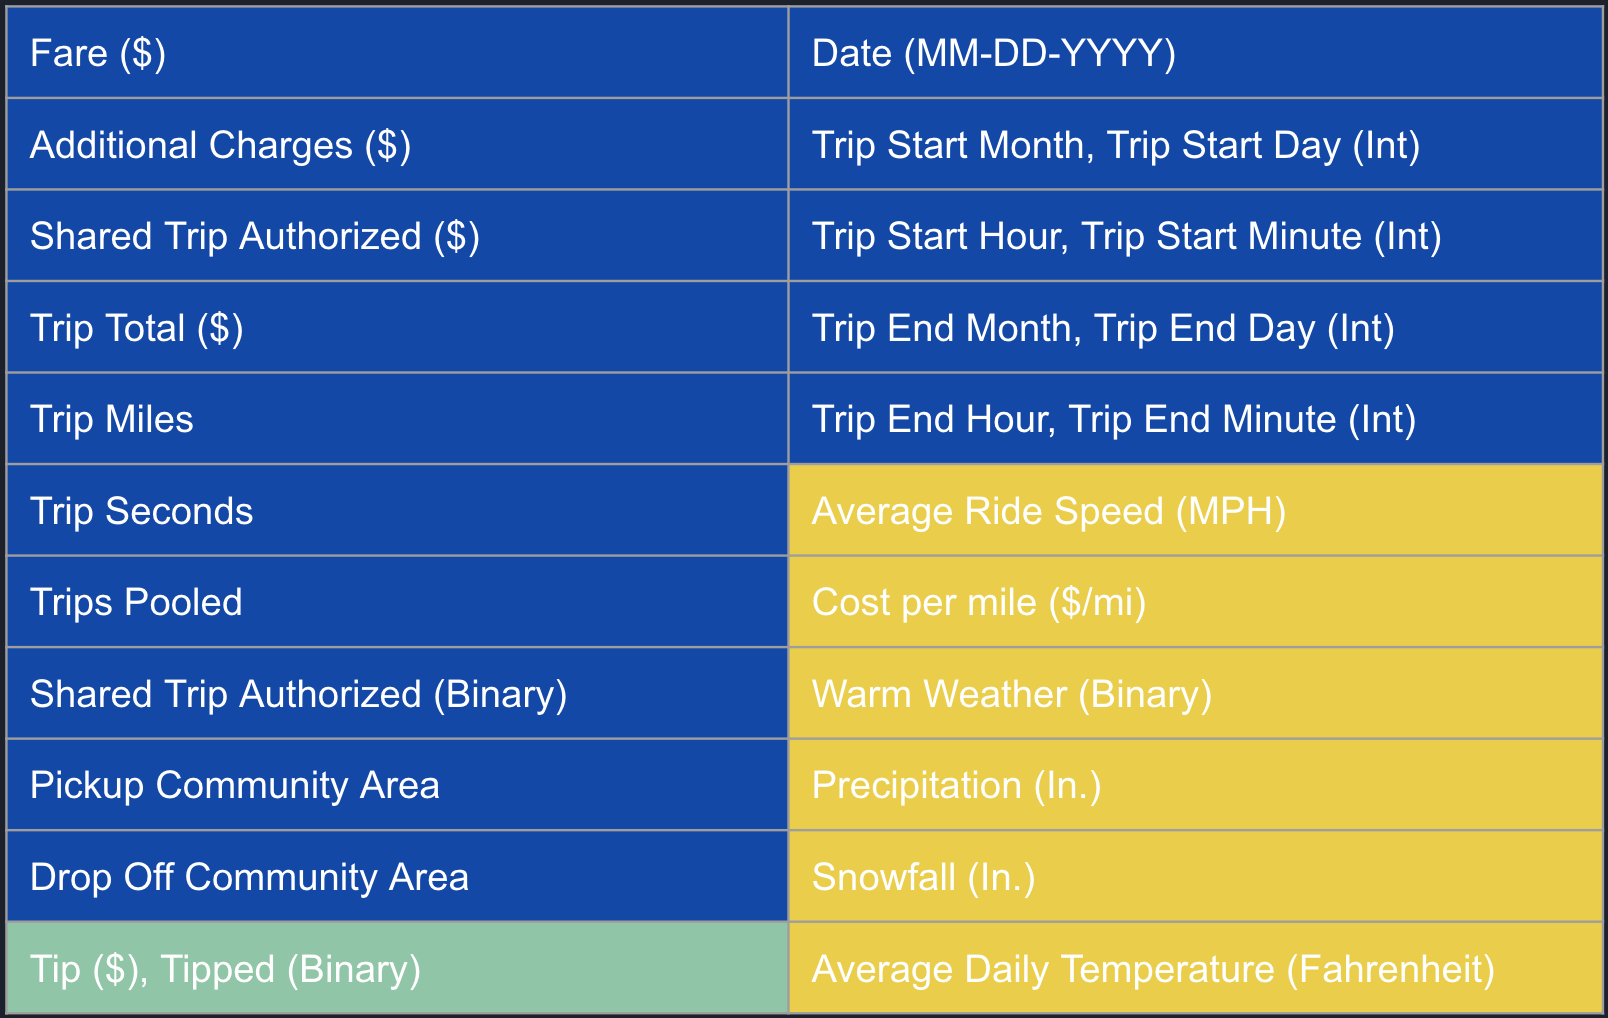 Fare ($)
Date (MM-DD-YYYY)
Additional Charges ($)
Trip Start Month, Trip Start Day (Int)
Shared Trip Authorized ($)
Trip Start Hour, Trip Start Minute (Int)
Trip Total ($)
Trip End Month, Trip End Day (Int)
Trip Miles
Trip End Hour, Trip End Minute (Int)
Trip Seconds
Average Ride Speed (MPH)
Trips Pooled
Cost per mile ($/mi)
Shared Trip Authorized (Binary)
Warm Weather (Binary)
Pickup Community Area
Precipitation (In.)
Drop Off Community Area
Snowfall (In.)
Tip ($), Tipped (Binary)
Average Daily Temperature (Fahrenheit)